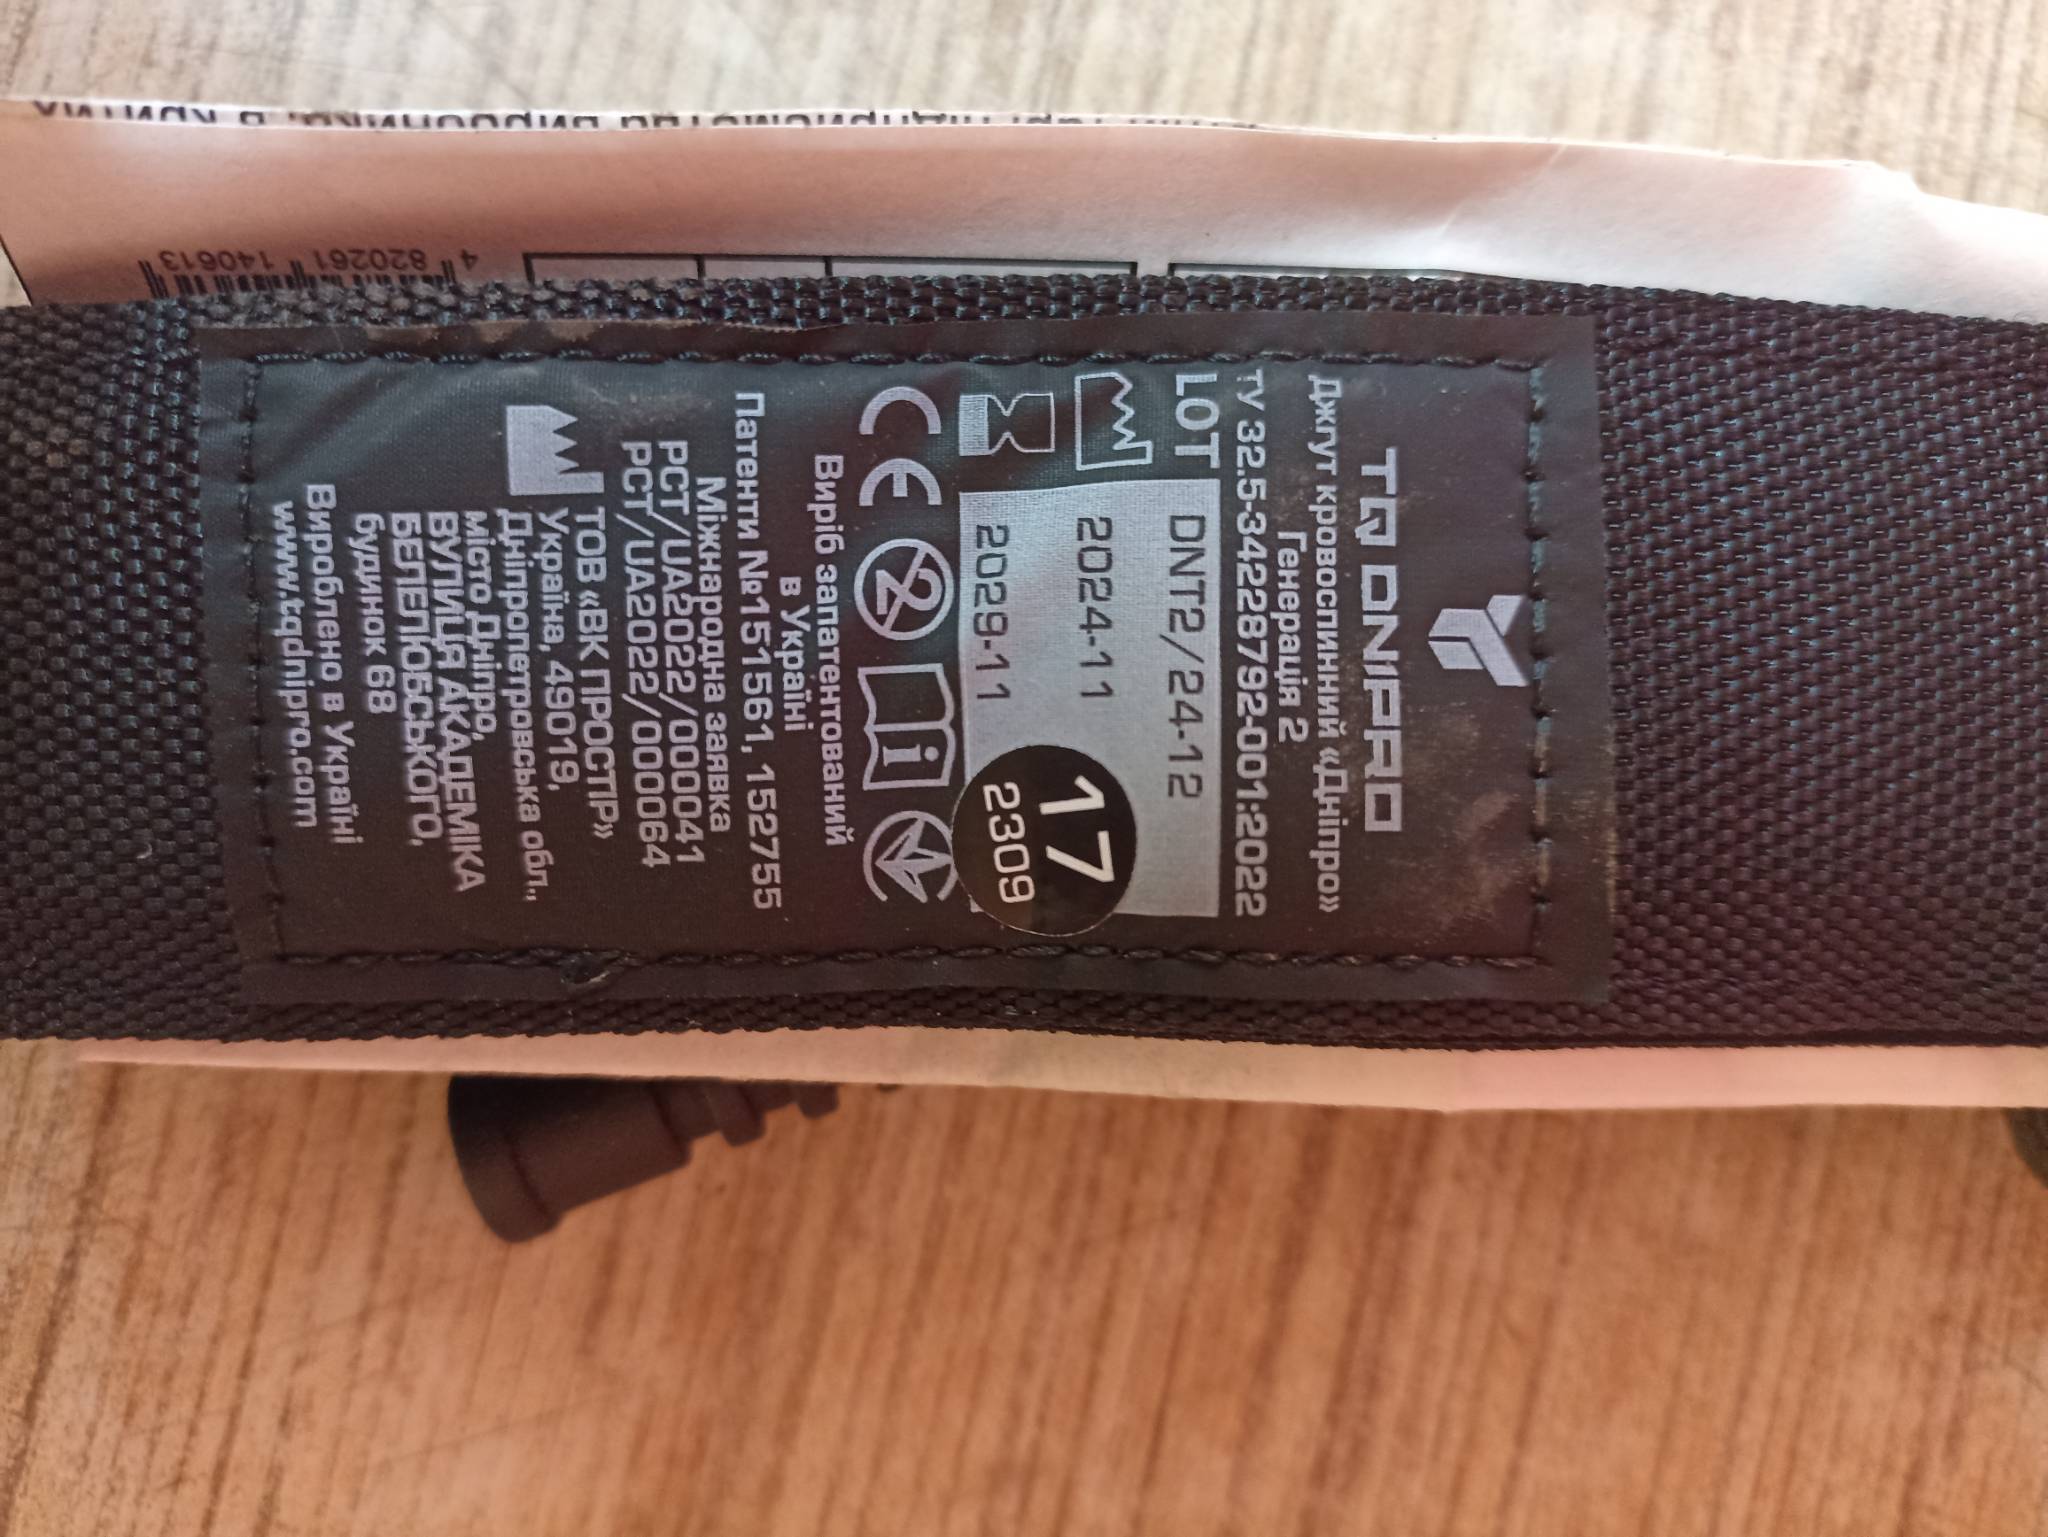 TQ DNIPRO
Джгут кровоспинний «Дніпро»
Генерація 2
ТУ 32.5-34228792-001:2022
LOT DNT2/24-12
2024-11
2029-11
17
2309
CE
2
i
Виріб запатентований
в Україні
Патенти №151561, 152755
Міжнародна заявка
PCT/UA2022/000041
PCT/UA2022/000064
ТОВ «ВК ПРОСТІР»
Україна, 49019,
Дніпропетровська обл.,
місто Дніпро,
ВУЛИЦЯ АКАДЕМІКА
БЕЛЕЛЮБСЬКОГО,
будинок 68
Вироблено в Україні
www.tqdnipro.com
4 820261 140613